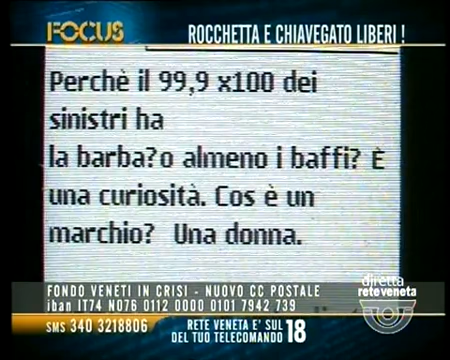 FOCUS
ROCCHETTA E CHIAVEGATO LIBERI !
Perchè il 99,9 x100 dei
sinistri ha
la barba?o almeno i baffi? È
una curiosità. Cos è un
marchio? Una donna.
diretta
reteveneta
FONDO VENETI IN CRISI - NUOVO CC POSTALE
iban IT74 N076 0112 0000 0101 7942 739
SMS 340 3218806
RETE VENETA E' SUL
DEL TUO TELECOMANDO 18